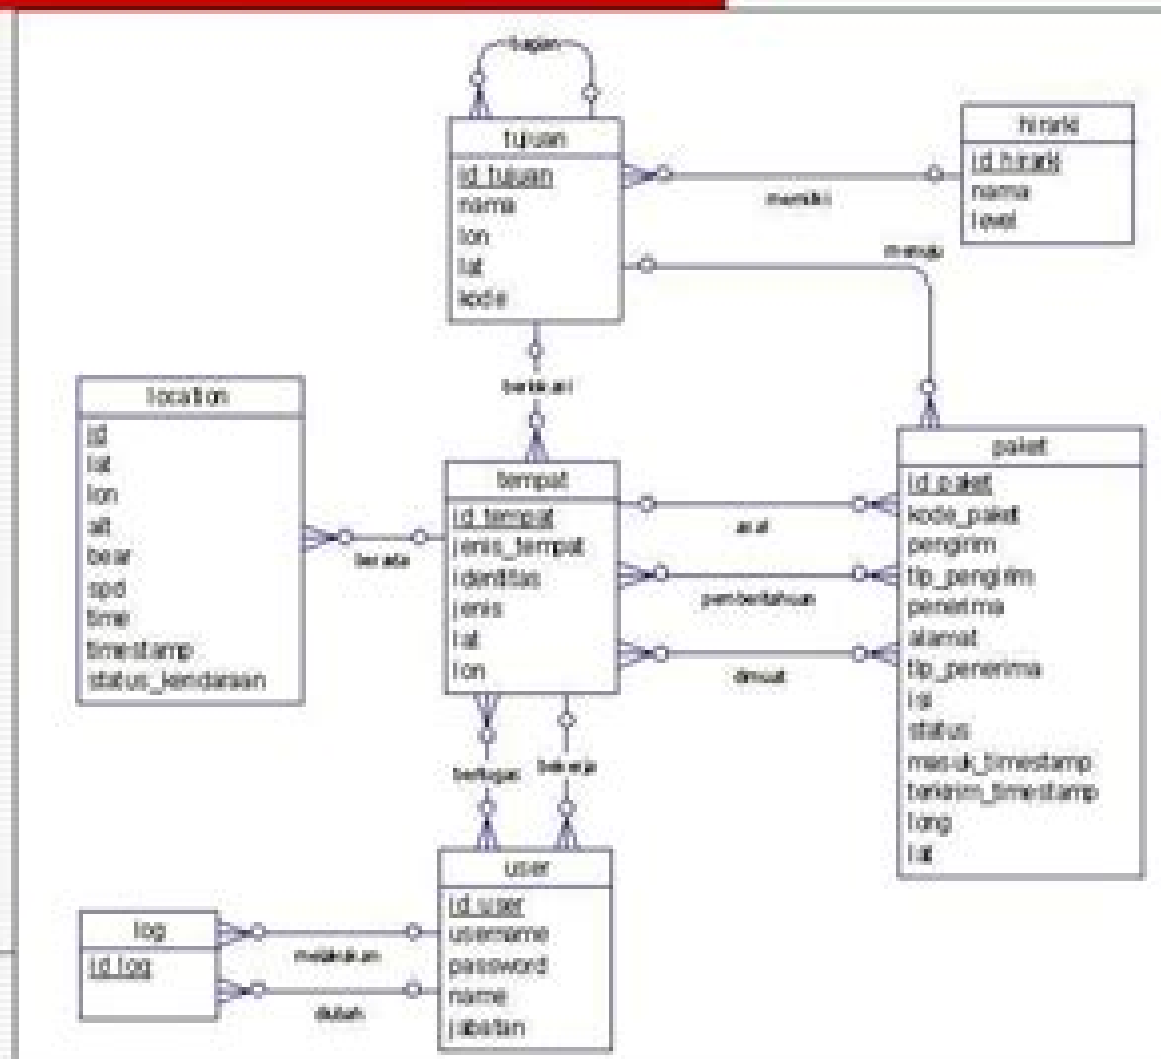 tujuan
id_tujuan
nama
lon
lat
kode
hirarki
id_hirarki
nama
level
memiliki
menuju
location
id
lat
lon
alt
bear
spd
time
timestamp
status_kendaraan
berada
tempat
id_tempat
jenis_tempat
identitas
jenis
lat
lon
asal
pemberitahuan
dimuat
paket
id_paket
kode_paket
pengirim
tlp_pengirim
penerima
alamat
tlp_penerima
isi
status
masuk_timestamp
terkirim_timestamp
long
lat
bertugas
bekerja
user
id_user
username
password
name
jabatan
log
id_log
melakukan
diubah